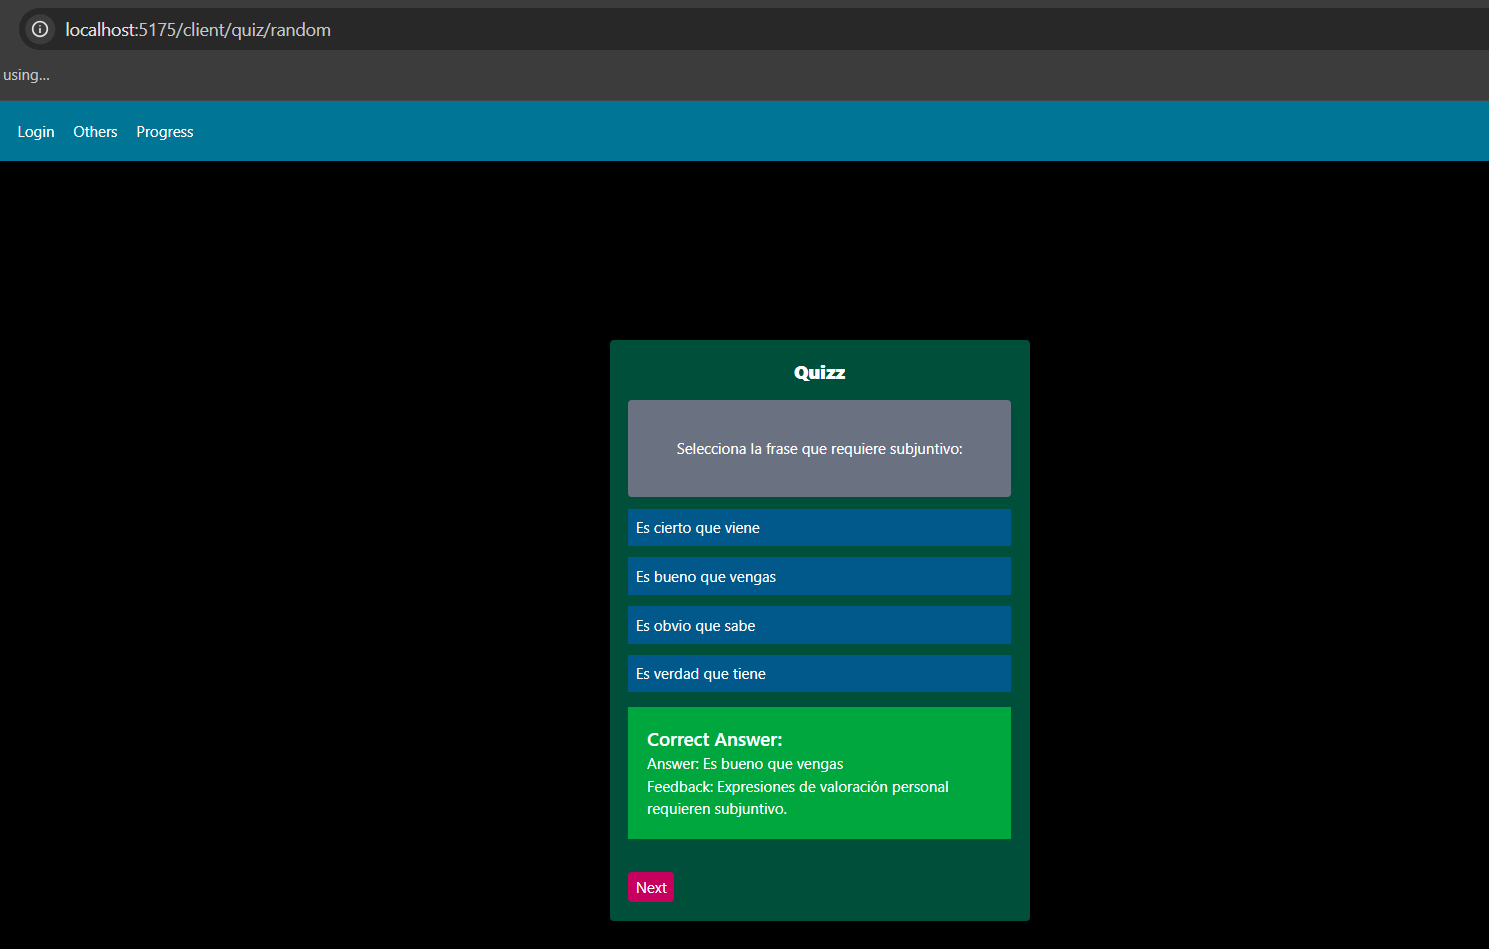 localhost:5175/client/quiz/random
using...
Login Others Progress
Quizz
Selecciona la frase que requiere subjuntivo:
Es cierto que viene
Es bueno que vengas
Es obvio que sabe
Es verdad que tiene
Correct Answer:
Answer: Es bueno que vengas
Feedback: Expresiones de valoración personal
requieren subjuntivo.
Next